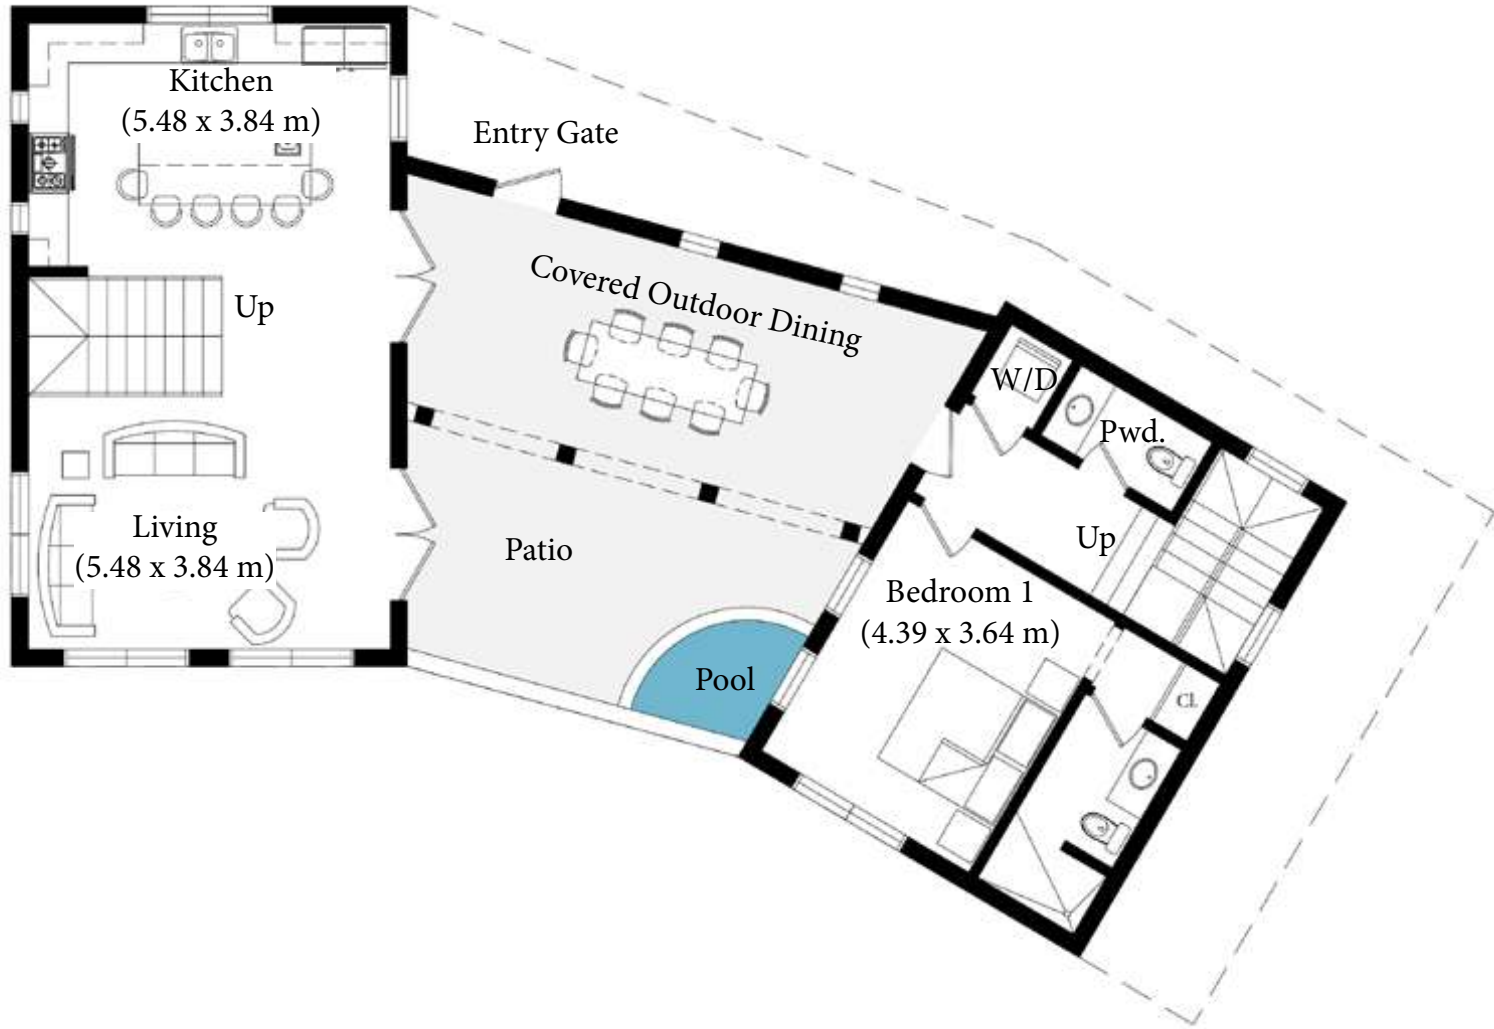 Kitchen
(5.48 x 3.84 m)
Entry Gate
Covered Outdoor Dining
Up
W/D
Pwd.
Living
(5.48 x 3.84 m)
Patio
Up
Bedroom 1
(4.39 x 3.64 m)
Pool
Cl.